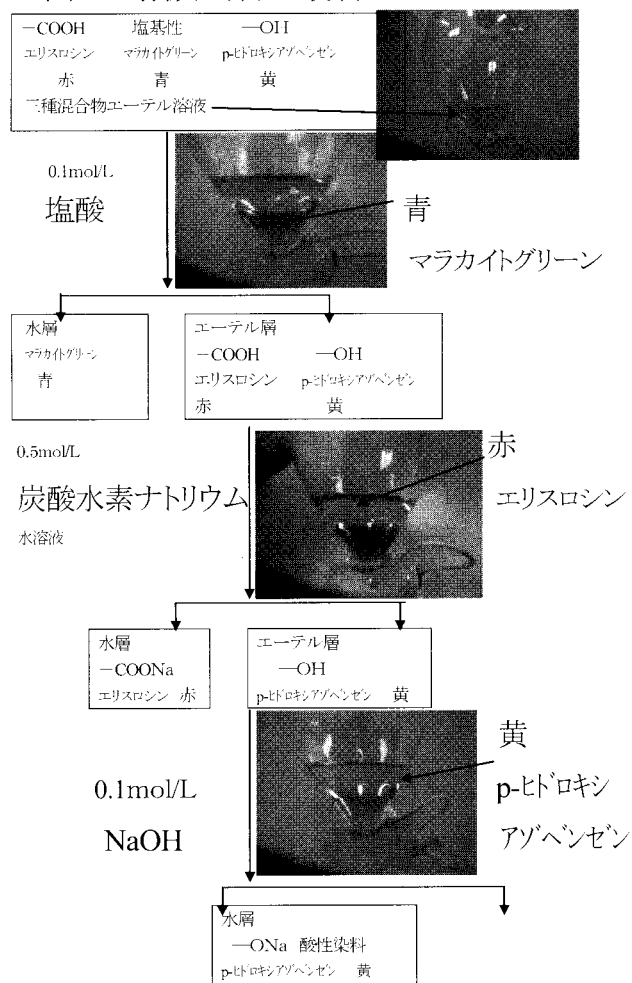 −COOH 塩基性 —OH
エリスロシン マラカイトグリーン p-ヒドロキシアゾベンゼン
赤 青 黄
三種混合物エーテル溶液
0.1mol/L
塩酸
青
マラカイトグリーン
水層
マラカイトグリーン
青
エーテル層
−COOH —OH
エリスロシン p-ヒドロキシアゾベンゼン
赤 黄
0.5mol/L
炭酸水素ナトリウム
水溶液
赤
エリスロシン
水層
−COONa
エリスロシン 赤
エーテル層
—OH
p-ヒドロキシアゾベンゼン 黄
0.1mol/L
NaOH
黄
p-ヒドロキシ
アゾベンゼン
水層
—ONa 酸性染料
p-ヒドロキシアゾベンゼン 黄